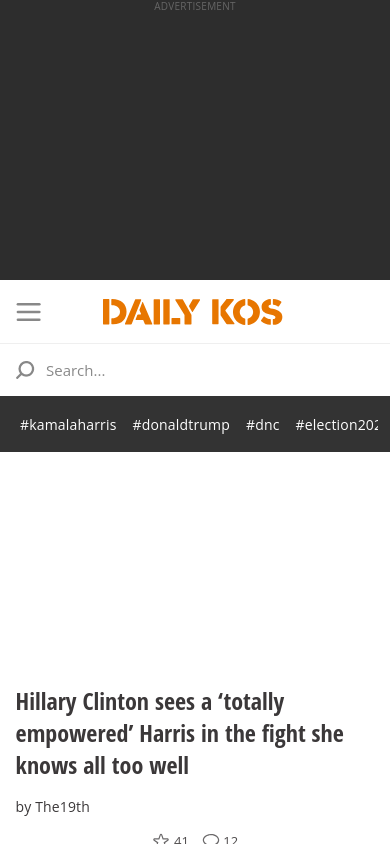 ADVERTISEMENT
DAILY KOS
Search...
#kamalaharris #donaldtrump #dnc #election202
Hillary Clinton sees a ‘totally
empowered’ Harris in the fight she
knows all too well
by The19th
41 12